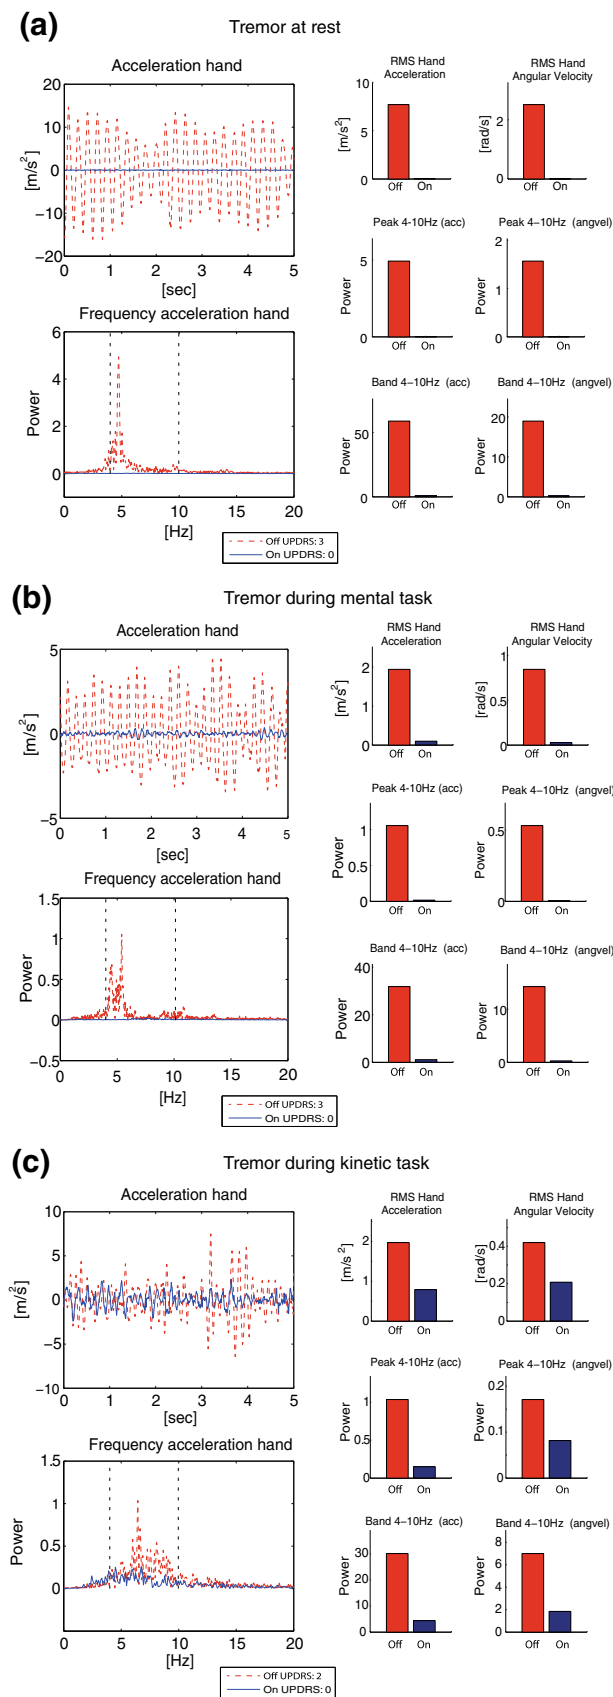 (a)
Tremor at rest
Acceleration hand
20
10
0
−10
−20
[m/s²]
0 1 2 3 4 5
[sec]
RMS Hand
Acceleration
10
5
0
[m/s²]
Off On
RMS Hand
Angular Velocity
2
0
[rad/s]
Off On
Peak 4-10Hz (acc)
5
0
Power
Off On
Peak 4−10Hz (angvel)
2
1
0
Power
Off On
Frequency acceleration hand
6
4
2
0
Power
0 5 10 15 20
[Hz]
Band 4−10Hz (acc)
50
0
Power
Off On
Band 4−10Hz (angvel)
20
10
0
Power
Off On
Off UPDRS: 3
On UPDRS: 0
(b)
Tremor during mental task
Acceleration hand
5
0
−5
[m/s²]
0 1 2 3 4 5
[sec]
RMS Hand
Acceleration
2
1
0
[m/s²]
Off On
RMS Hand
Angular Velocity
1
0.5
0
[rad/s]
Off On
Peak 4-10Hz (acc)
1
0.5
0
Power
Off On
Peak 4−10Hz (angvel)
0.5
0
Power
Off On
Frequency acceleration hand
1.5
1
0.5
0
−0.5
Power
0 5 10 15 20
[Hz]
Band 4−10Hz (acc)
40
20
0
Power
Off On
Band 4−10Hz (angvel)
10
0
Power
Off On
Off UPDRS: 3
On UPDRS: 0
(c)
Tremor during kinetic task
Acceleration hand
10
5
0
−5
−10
[m/s²]
0 1 2 3 4 5
[sec]
RMS Hand
Acceleration
2
1
0
[m/s²]
Off On
RMS Hand
Angular Velocity
0.4
0.2
0
[rad/s]
Off On
Peak 4-10Hz (acc)
1
0.5
0
Power
Off On
Peak 4−10Hz (angvel)
0.2
0.1
0
Power
Off On
Frequency acceleration hand
1.5
1
0.5
0
Power
0 5 10 15 20
[Hz]
Band 4−10Hz (acc)
30
20
10
0
Power
Off On
Band 4−10Hz (angvel)
8
6
4
2
0
Power
Off On
Off UPDRS: 2
On UPDRS: 0